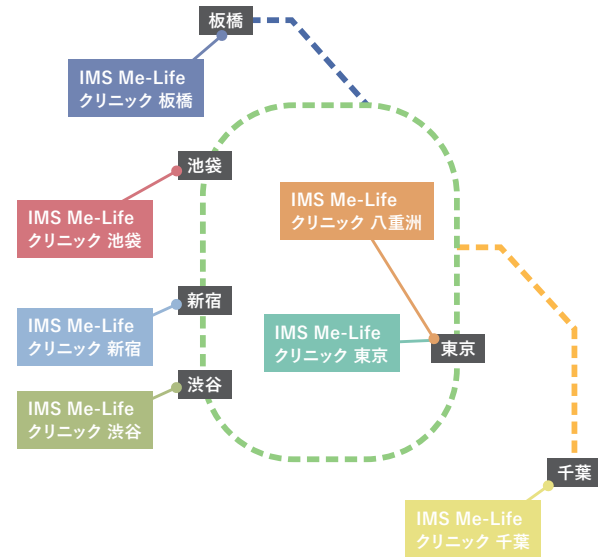 板橋
IMS Me-Life
クリニック 板橋
池袋
IMS Me-Life
クリニック 池袋
IMS Me-Life
クリニック 八重洲
新宿
IMS Me-Life
クリニック 新宿
IMS Me-Life
クリニック 東京
東京
渋谷
IMS Me-Life
クリニック 渋谷
千葉
IMS Me-Life
クリニック 千葉